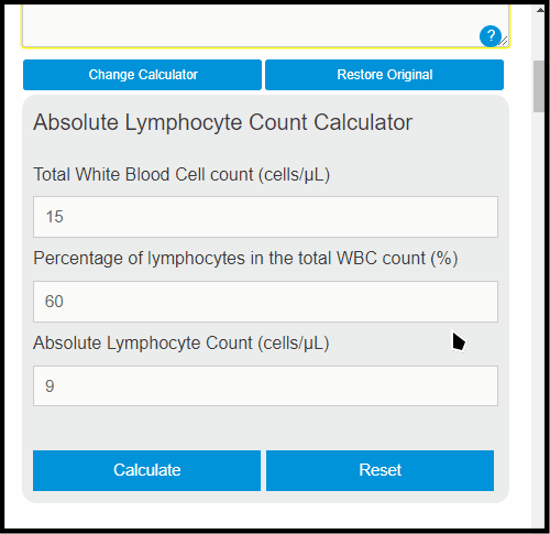 ?
Change Calculator
Restore Original
Absolute Lymphocyte Count Calculator
Total White Blood Cell count (cells/µL)
15
Percentage of lymphocytes in the total WBC count (%)
60
Absolute Lymphocyte Count (cells/µL)
9
Calculate
Reset